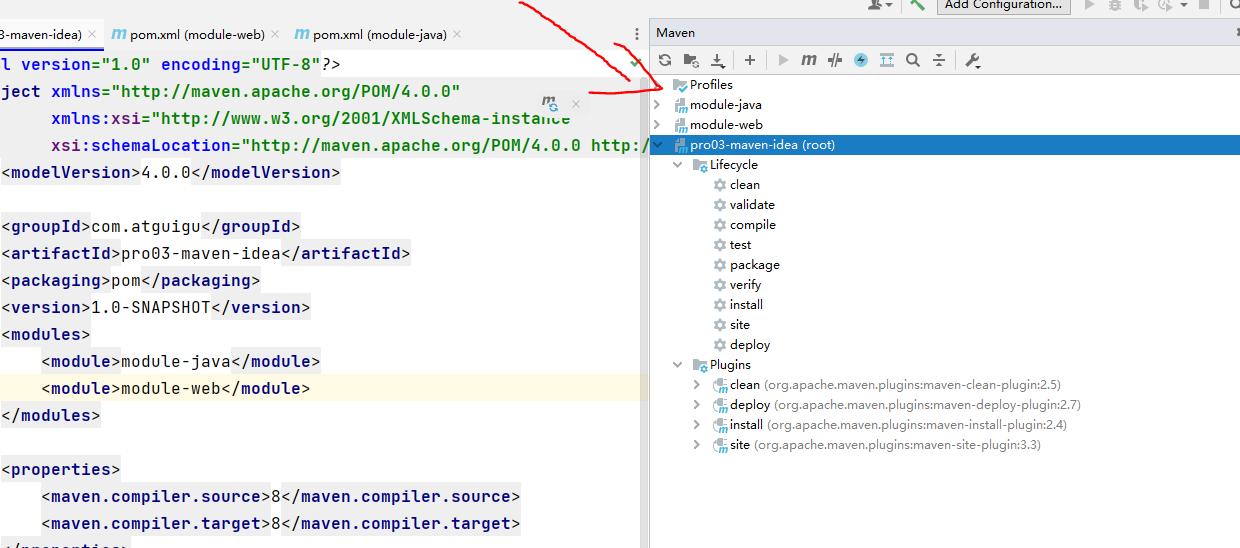 Add Configuration...
3-maven-idea) × pom.xml (module-web) × pom.xml (module-java) ×
Maven
l version="1.0" encoding="UTF-8"?>
ject xmlns="http://maven.apache.org/POM/4.0.0"
xmlns:xsi="http://www.w3.org/2001/XMLSchema-instance"
xsi:schemaLocation="http://maven.apache.org/POM/4.0.0 http:/
<modelVersion>4.0.0</modelVersion>
<groupId>com.atguigu</groupId>
<artifactId>pro03-maven-idea</artifactId>
<packaging>pom</packaging>
<version>1.0-SNAPSHOT</version>
<modules>
<module>module-java</module>
<module>module-web</module>
</modules>
<properties>
<maven.compiler.source>8</maven.compiler.source>
<maven.compiler.target>8</maven.compiler.target>
</properties>
Profiles
module-java
module-web
pro03-maven-idea (root)
Lifecycle
clean
validate
compile
test
package
verify
install
site
deploy
Plugins
clean (org.apache.maven.plugins:maven-clean-plugin:2.5)
deploy (org.apache.maven.plugins:maven-deploy-plugin:2.7)
install (org.apache.maven.plugins:maven-install-plugin:2.4)
site (org.apache.maven.plugins:maven-site-plugin:3.3)